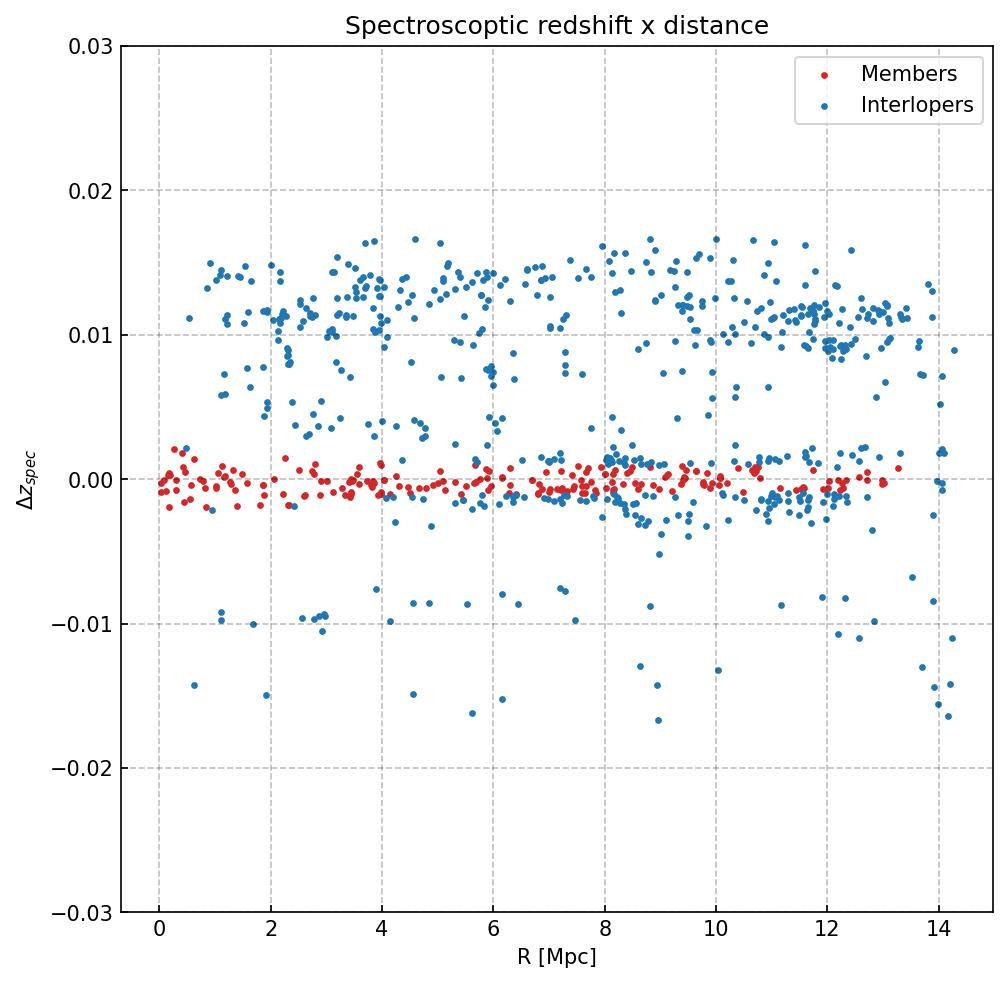 Spectroscoptic redshift x distance
Members
Interlopers
0.03
0.02
0.01
0.00
−0.01
−0.02
−0.03
Δz_spec
0 2 4 6 8 10 12 14
R [Mpc]